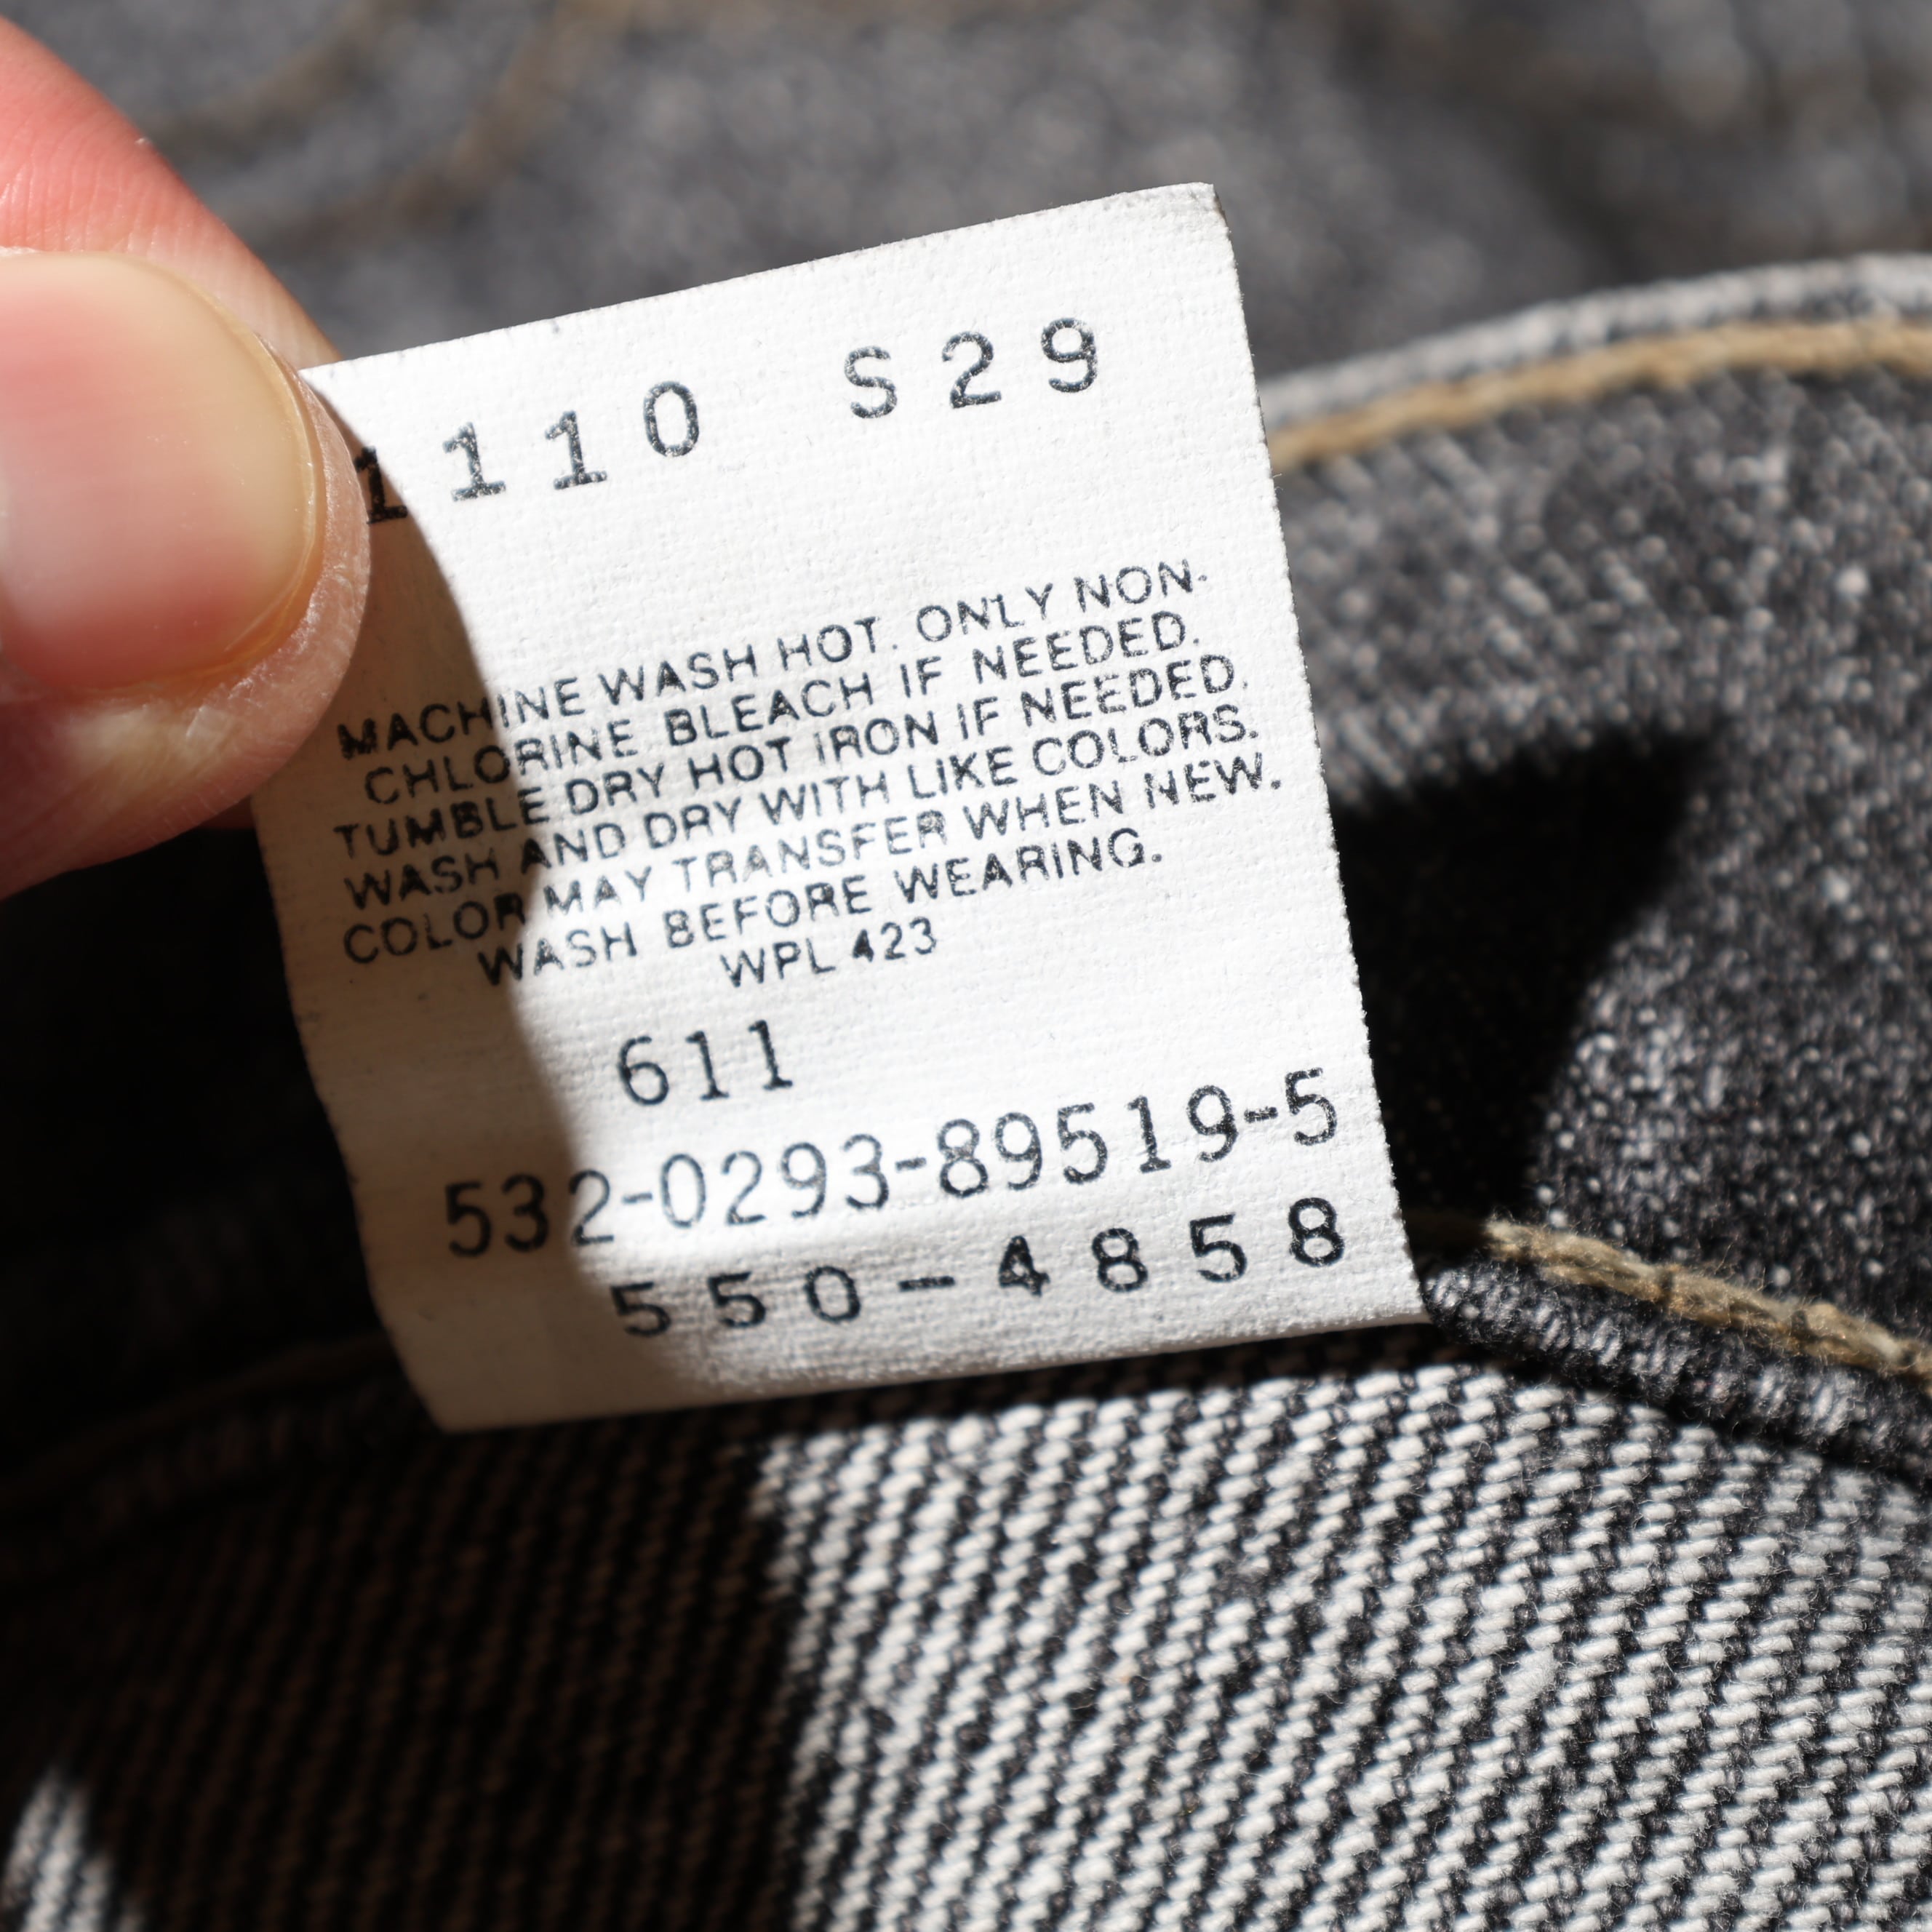 1110 S29
MACHINE WASH HOT. ONLY NON-
CHLORINE BLEACH IF NEEDED.
TUMBLE DRY HOT IRON IF NEEDED.
WASH AND DRY WITH LIKE COLORS.
COLOR MAY TRANSFER WHEN NEW.
WASH BEFORE WEARING.
WPL 423
611
532-0293-89519-5
550-4858